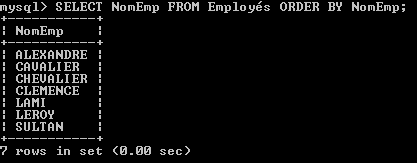 mysql> SELECT NomEmp FROM Employés ORDER BY NomEmp;
+-----------+
¦ NomEmp ¦
+-----------+
¦ ALEXANDRE ¦
¦ CAVALIER ¦
¦ CHEVALIER ¦
¦ CLEMENCE ¦
¦ LAMI ¦
¦ LEROY ¦
¦ SULTAN ¦
+-----------+
7 rows in set (0.00 sec)